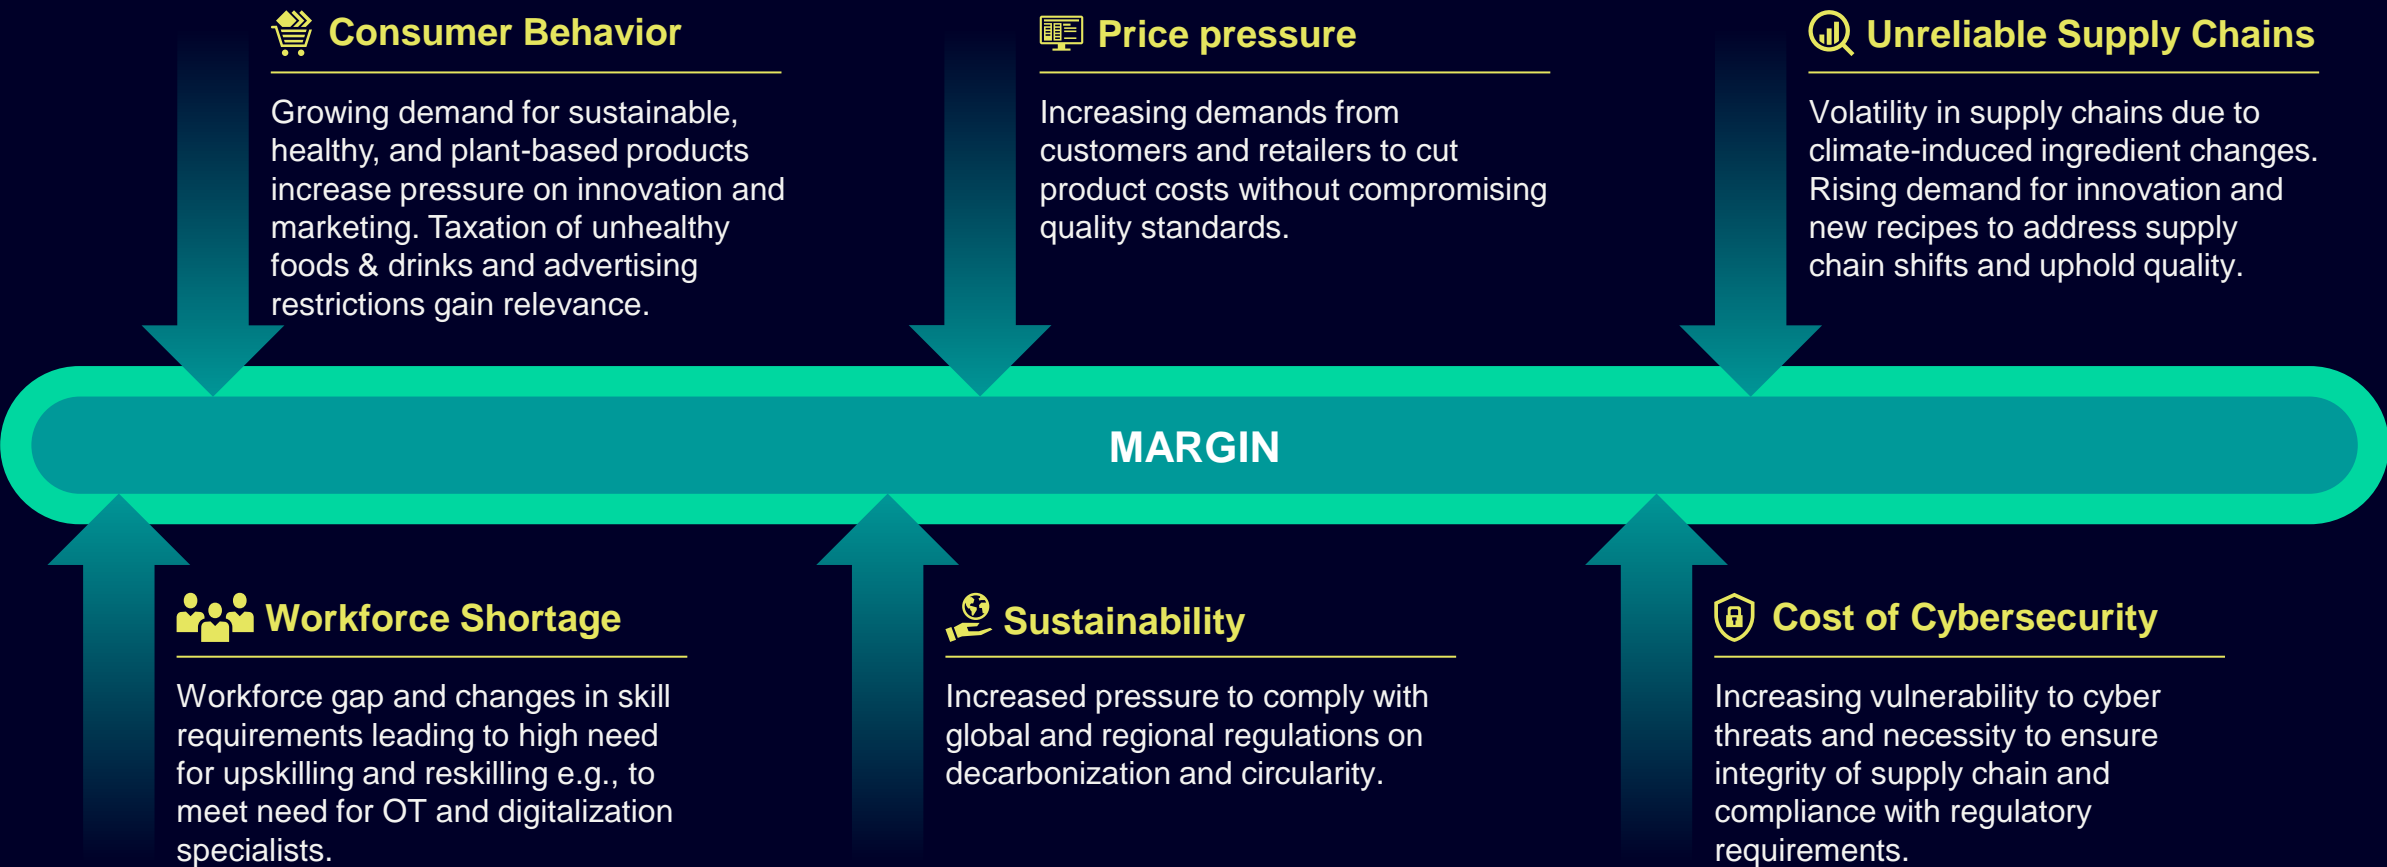 Consumer Behavior
Growing demand for sustainable,
healthy, and plant-based products
increase pressure on innovation and
marketing. Taxation of unhealthy
foods & drinks and advertising
restrictions gain relevance.
Price pressure
Increasing demands from
customers and retailers to cut
product costs without compromising
quality standards.
Unreliable Supply Chains
Volatility in supply chains due to
climate-induced ingredient changes.
Rising demand for innovation and
new recipes to address supply
chain shifts and uphold quality.
MARGIN
Workforce Shortage
Workforce gap and changes in skill
requirements leading to high need
for upskilling and reskilling e.g., to
meet need for OT and digitalization
specialists.
Sustainability
Increased pressure to comply with
global and regional regulations on
decarbonization and circularity.
Cost of Cybersecurity
Increasing vulnerability to cyber
threats and necessity to ensure
integrity of supply chain and
compliance with regulatory
requirements.